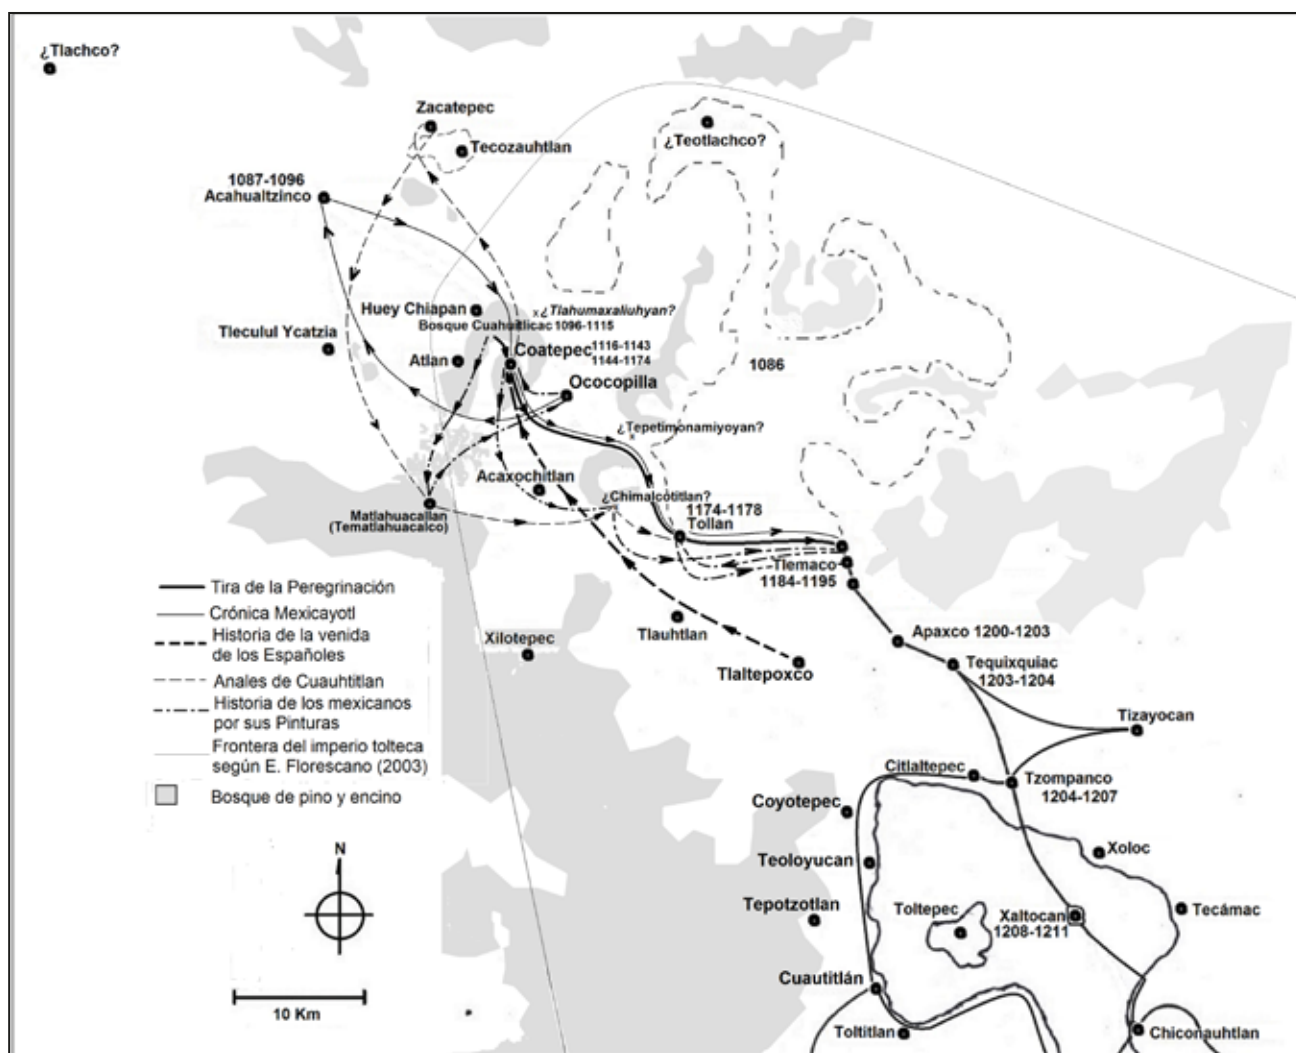 ¿Tlachco?
Zacatepec
¿Teotlachco?
Tecozauhtlan
1087-1096
Acahualtzinco
Huey Chiapan
¿Tlahumaxaliuhyan?
Bosque Cuahuitlicac 1096-1115
Tleculul Ycatzia
Atlan
Coatepec
1116-1143
1144-1174
1086
Ococopilla
¿Tepetimonamiyoyan?
Acaxochitlan
¿Chimalcotitlan?
1174-1178
Tollan
Matlahuacallan
(Tematlahuacalco)
Tlemaco
1184-1195
Tira de la Peregrinación
Crónica Mexicayotl
Historia de la venida
de los Españoles
Anales de Cuauhtitlan
Historia de los mexicanos
por sus Pinturas
Frontera del imperio tolteca
según E. Florescano (2003)
Bosque de pino y encino
Xilotepec
Tlauhtlan
Tlaltepoxco
Apaxco 1200-1203
Tequixquiac
1203-1204
Tizayocan
Citlaltepec
Tzompanco
1204-1207
Coyotepec
Xoloc
Teoloyucan
Tepotzotlan
Toltepec
Xaltocan
1208-1211
Tecámac
Cuautitlán
Toltitlan
Chiconauhtlan
N
10 Km